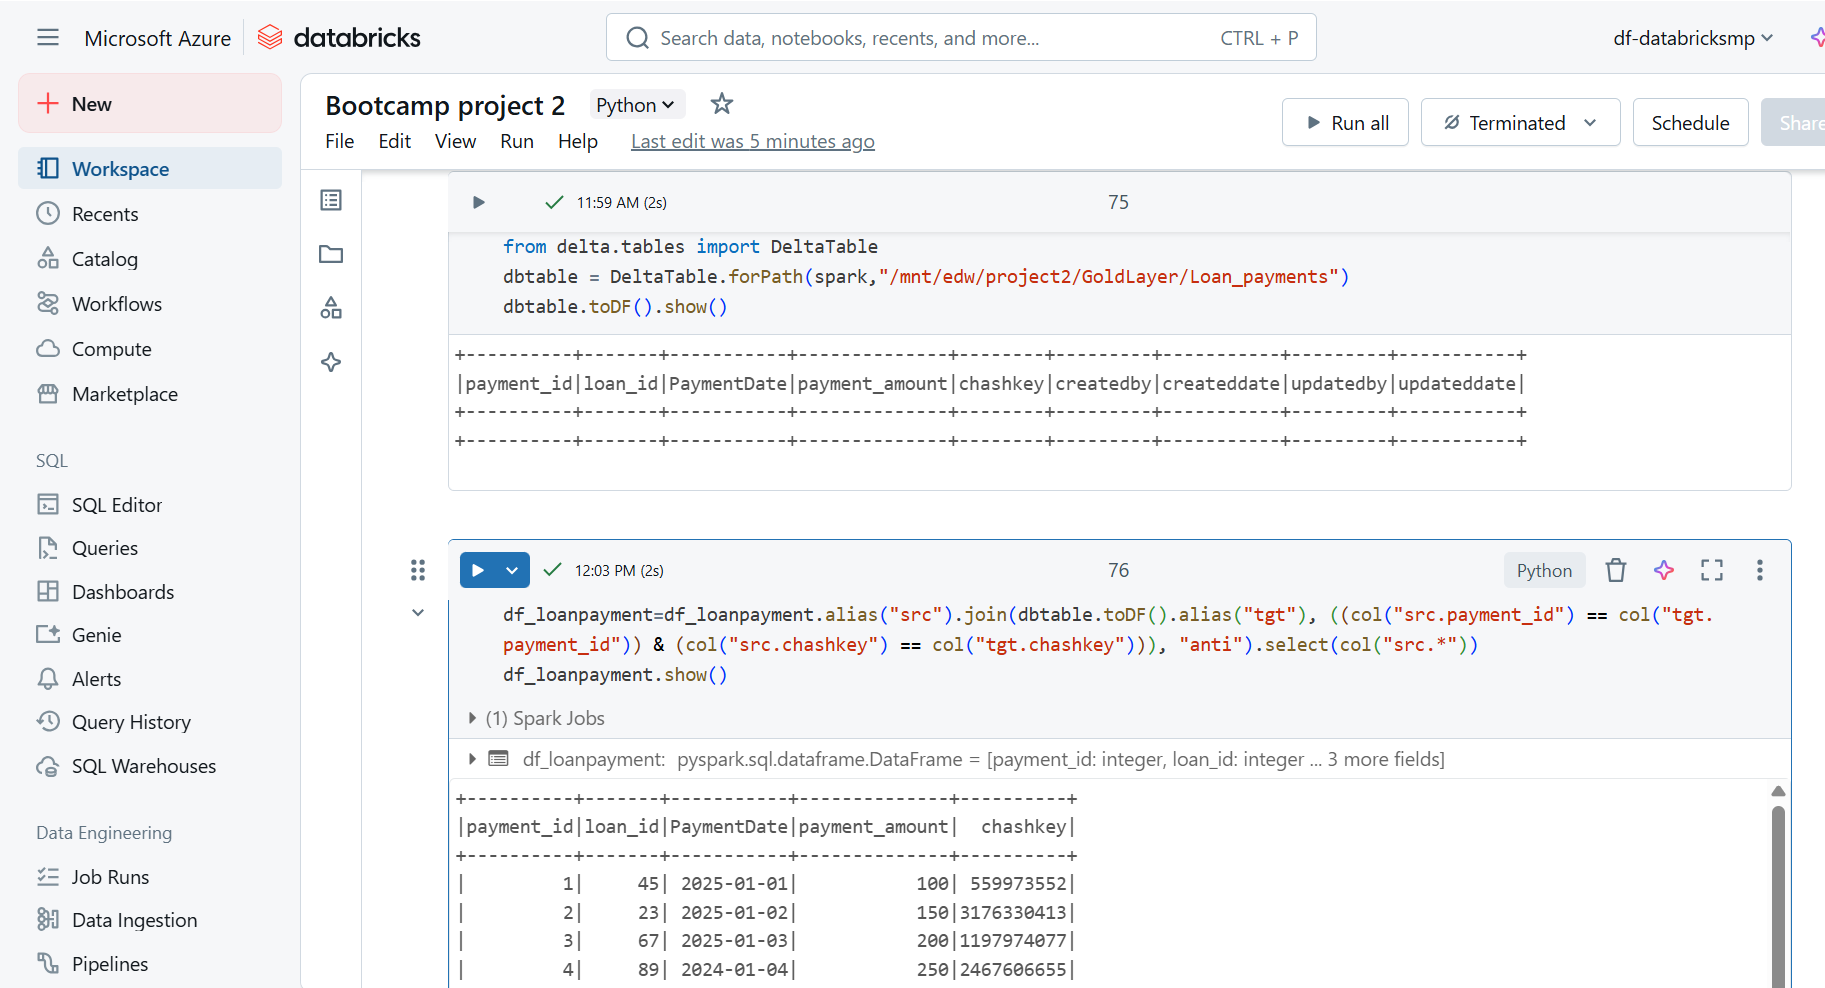 Microsoft Azure
databricks
Search data, notebooks, recents, and more...
CTRL + P
df-databricksmp
New
Workspace
Recents
Catalog
Workflows
Compute
Marketplace
SQL
SQL Editor
Queries
Dashboards
Genie
Alerts
Query History
SQL Warehouses
Data Engineering
Job Runs
Data Ingestion
Pipelines
Bootcamp project 2
Python
File Edit View Run Help Last edit was 5 minutes ago
Run all
Terminated
Schedule
Share
11:59 AM (2s)
75
from delta.tables import DeltaTable
dbtable = DeltaTable.forPath(spark,"/mnt/edw/project2/GoldLayer/Loan_payments")
dbtable.toDF().show()
+----------+-------+-----------+--------------+--------+---------+-----------+---------+-----------+
|payment_id|loan_id|PaymentDate|payment_amount|chashkey|createdby|createddate|updatedby|updateddate|
+----------+-------+-----------+--------------+--------+---------+-----------+---------+-----------+
+----------+-------+-----------+--------------+--------+---------+-----------+---------+-----------+
12:03 PM (2s)
76
Python
df_loanpayment=df_loanpayment.alias("src").join(dbtable.toDF().alias("tgt"), ((col("src.payment_id") == col("tgt.
payment_id")) & (col("src.chashkey") == col("tgt.chashkey"))), "anti").select(col("src.*"))
df_loanpayment.show()
(1) Spark Jobs
df_loanpayment: pyspark.sql.dataframe.DataFrame = [payment_id: integer, loan_id: integer ... 3 more fields]
+----------+-------+-----------+--------------+----------+
|payment_id|loan_id|PaymentDate|payment_amount|  chashkey|
+----------+-------+-----------+--------------+----------+
|         1|     45| 2025-01-01|           100| 559973552|
|         2|     23| 2025-01-02|           150|3176330413|
|         3|     67| 2025-01-03|           200|1197974077|
|         4|     89| 2024-01-04|           250|2467606655|